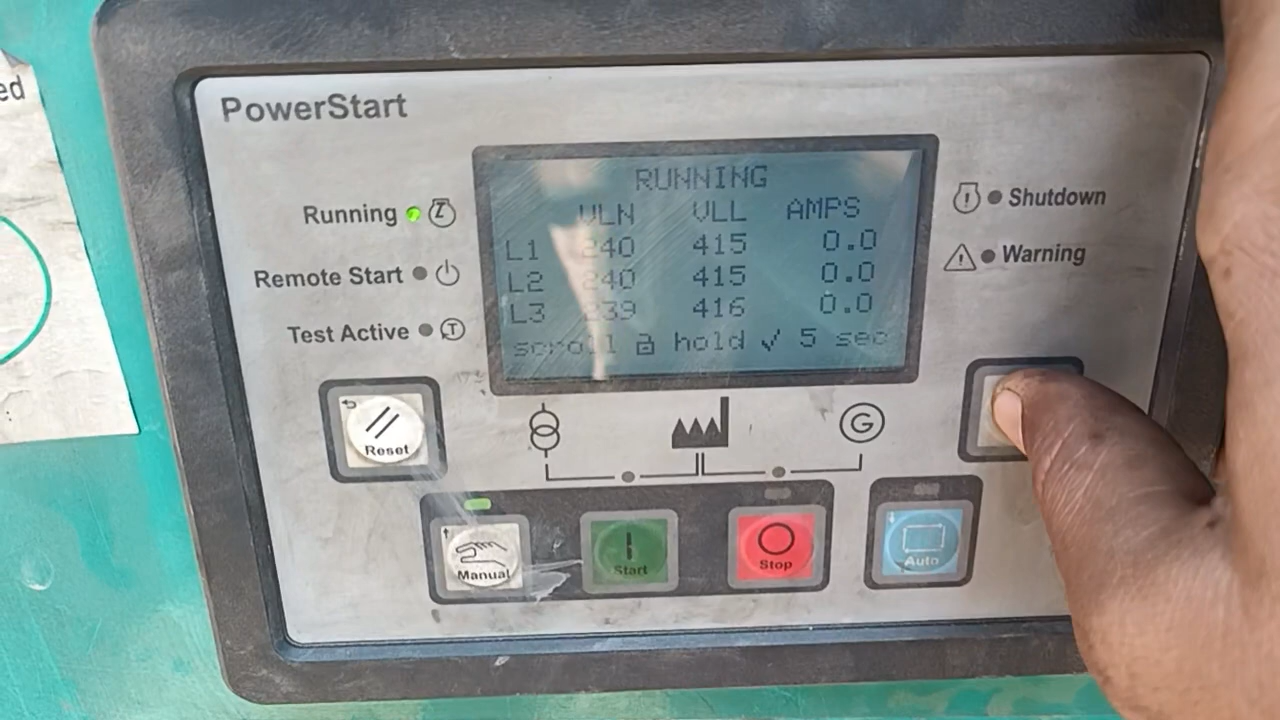 ed
PowerStart
Running
Remote Start
Test Active
RUNNING
VLN VLL AMPS
L1 240 415 0.0
L2 240 415 0.0
L3 239 416 0.0
scroll hold ✓ 5 sec
Shutdown
Warning
Reset
G
Manual
Start
Stop
Auto